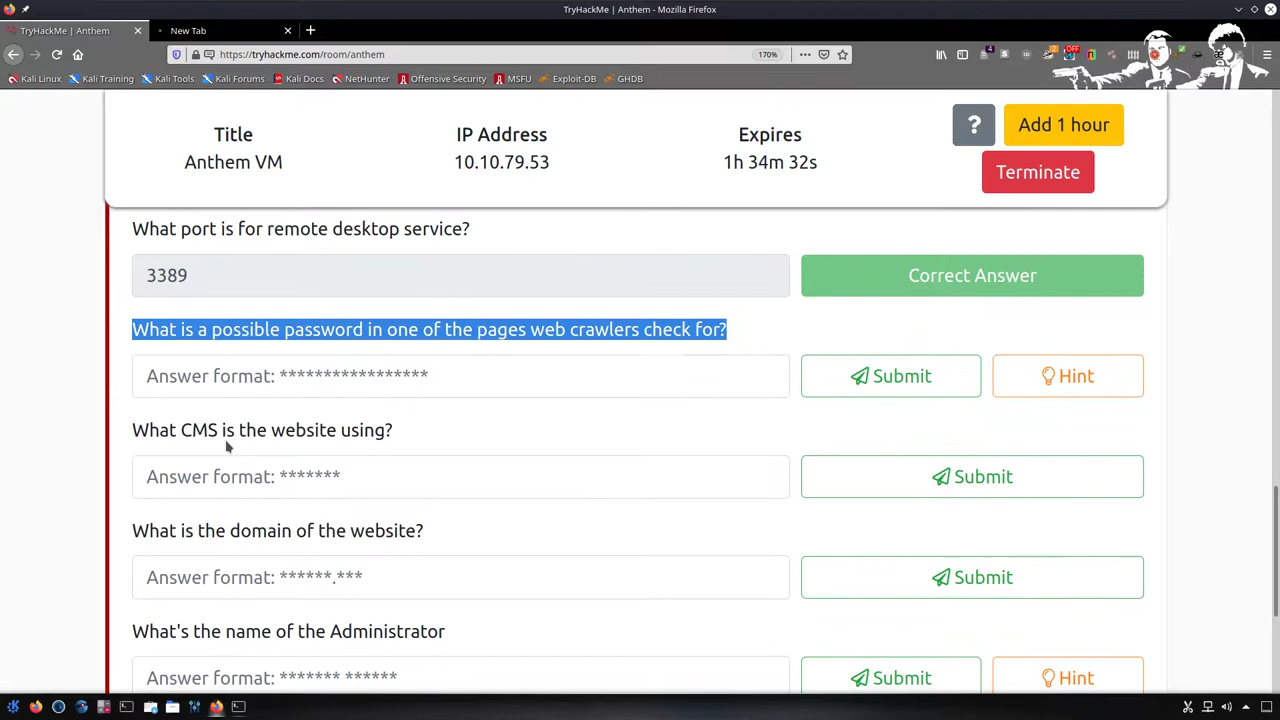 TryHackMe | Anthem - Mozilla Firefox
TryHackMe | Anthem
New Tab
https://tryhackme.com/room/anthem
170%
4
OFF
Kali Linux
Kali Training
Kali Tools
Kali Forums
Kali Docs
NetHunter
Offensive Security
MSFU
Exploit-DB
GHDB
Title
IP Address
Expires
? Add 1 hour
Anthem VM
10.10.79.53
1h 34m 32s
Terminate
What port is for remote desktop service?
3389
Correct Answer
What is a possible password in one of the pages web crawlers check for?
Answer format: *****************
Submit
Hint
What CMS is the website using?
Answer format: *******
Submit
What is the domain of the website?
Answer format: ******.***
Submit
What's the name of the Administrator
Answer format: ******* ******
Submit
Hint